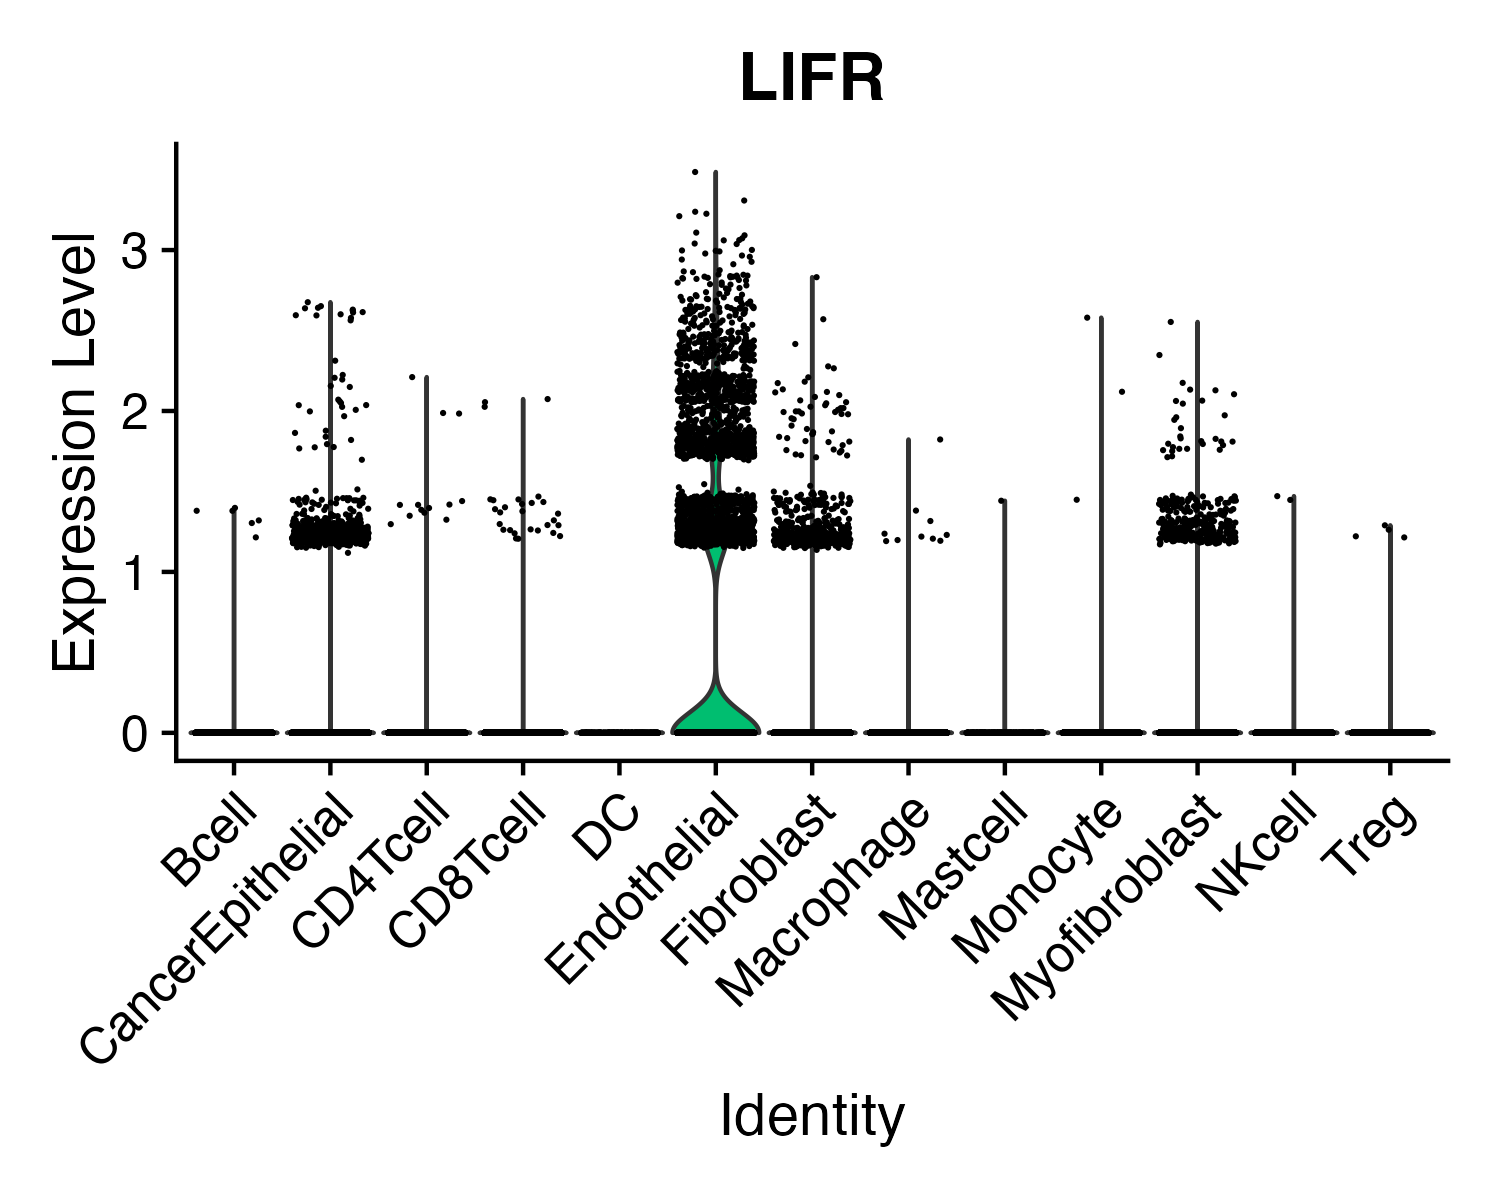 LIFR
Expression Level
3
2
1
0
Bcell
CancerEpithelial
CD4Tcell
CD8Tcell
DC
Endothelial
Fibroblast
Macrophage
Mastcell
Monocyte
Myofibroblast
NKcell
Treg
Identity